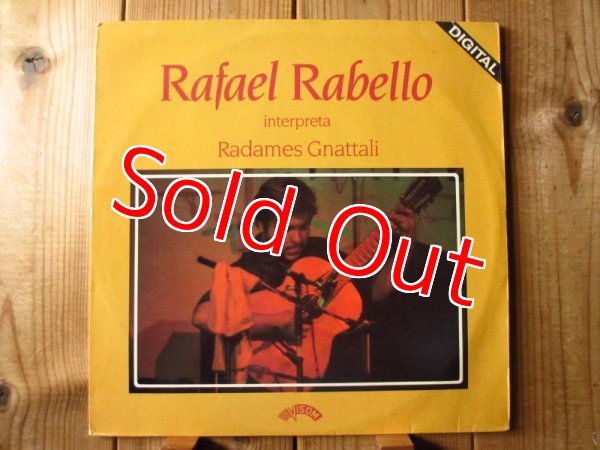 DIGITAL
Rafael Rabello
interpreta
Radames Gnattali
Sold Out
VISOM